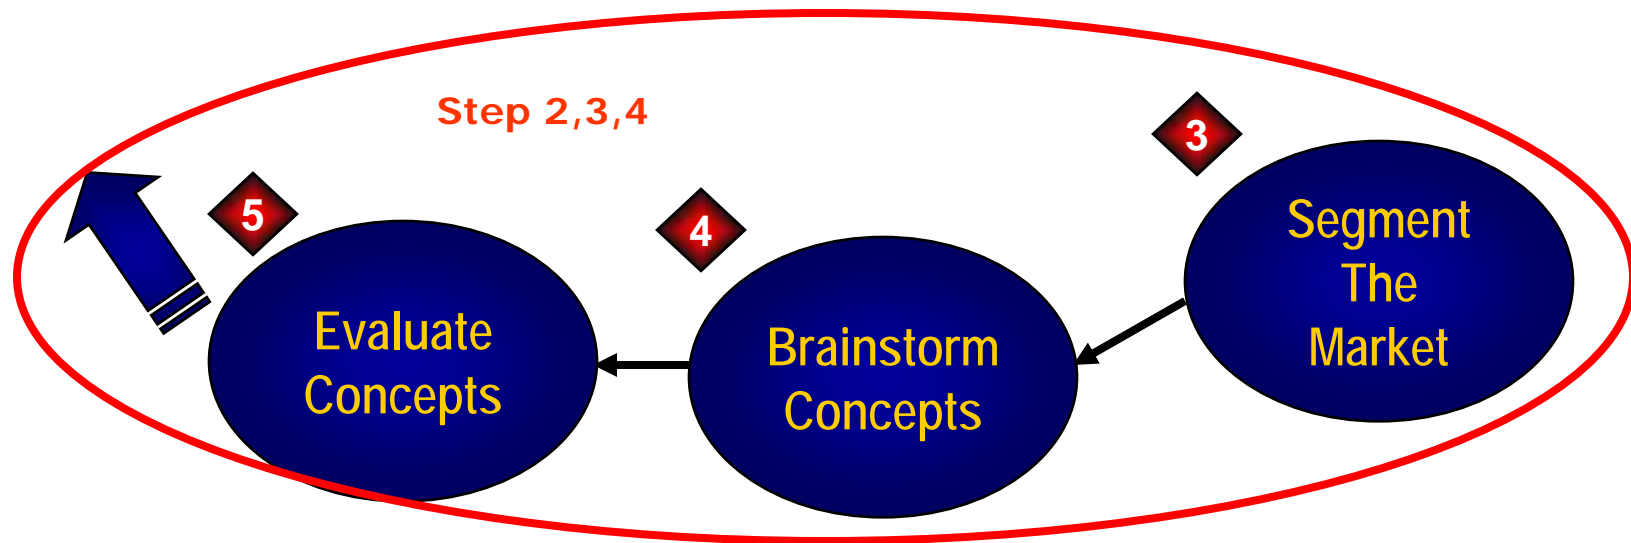 Step 2,3,4
3
Segment
The
Market
4
Brainstorm
Concepts
5
Evaluate
Concepts